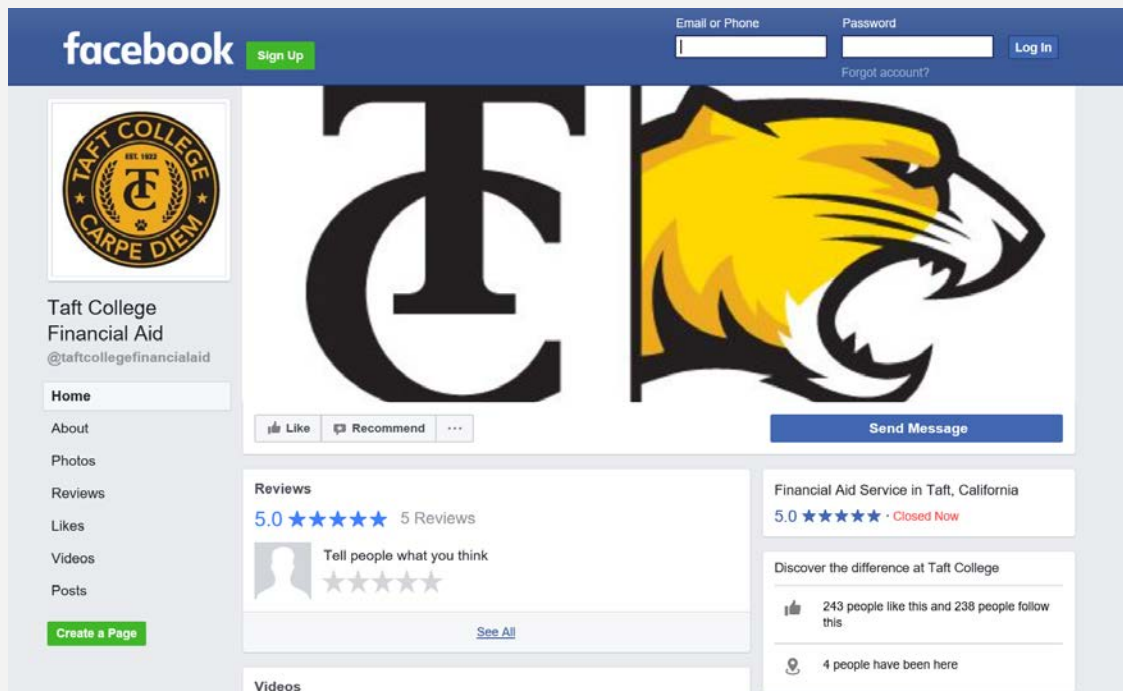 facebook
Sign Up
Email or Phone
Password
Log In
Forgot account?
TAFT COLLEGE
EST. 1922
TC
CARPE DIEM
TC
Taft College
Financial Aid
@taftcollegefinancialaid
Home
About
Photos
Reviews
Likes
Videos
Posts
Create a Page
Like
Recommend
...
Send Message
Reviews
5.0 ★★★★★ 5 Reviews
Tell people what you think
See All
Videos
Financial Aid Service in Taft, California
5.0 ★★★★★ · Closed Now
Discover the difference at Taft College
243 people like this and 238 people follow
this
4 people have been here